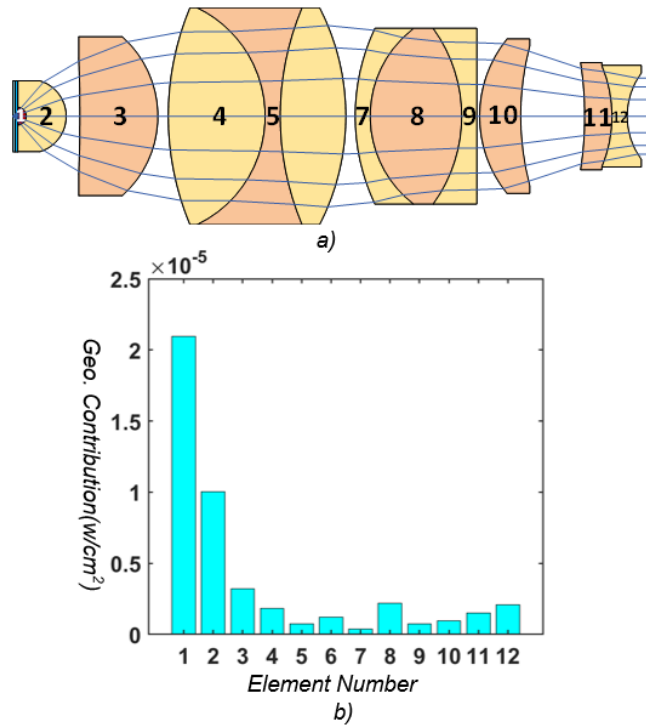 1 2 3 4 5 7 8 9 10 11 12
a)
×10⁻⁵
2.5
2
1.5
1
0.5
0
Geo. Contribution(w/cm²)
1 2 3 4 5 6 7 8 9 10 11 12
Element Number
b)